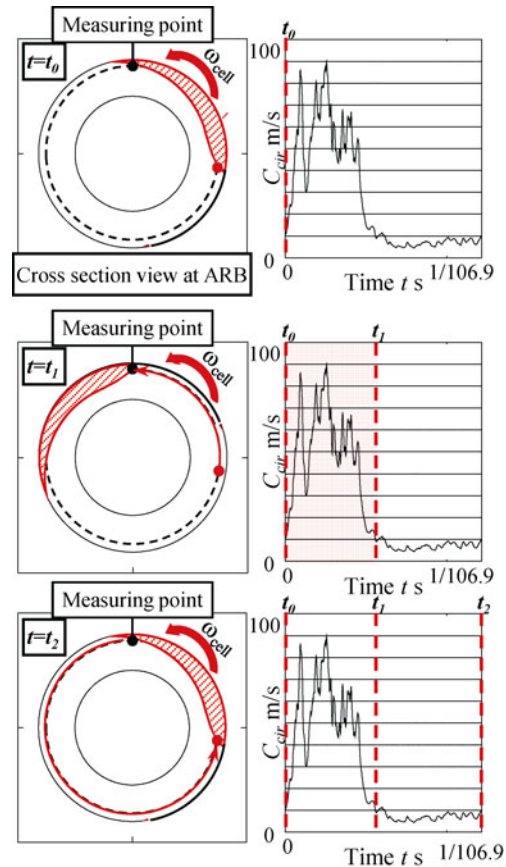 Measuring point
t=t0
ωcell
Cross section view at ARB
t0
100
Ccir m/s
0
0
Time t s
1/106.9
Measuring point
t=t1
ωcell
t0
t1
100
Ccir m/s
0
0
Time t s
1/106.9
Measuring point
t=t2
ωcell
t0
t1
t2
100
Ccir m/s
0
0
Time t s
1/106.9